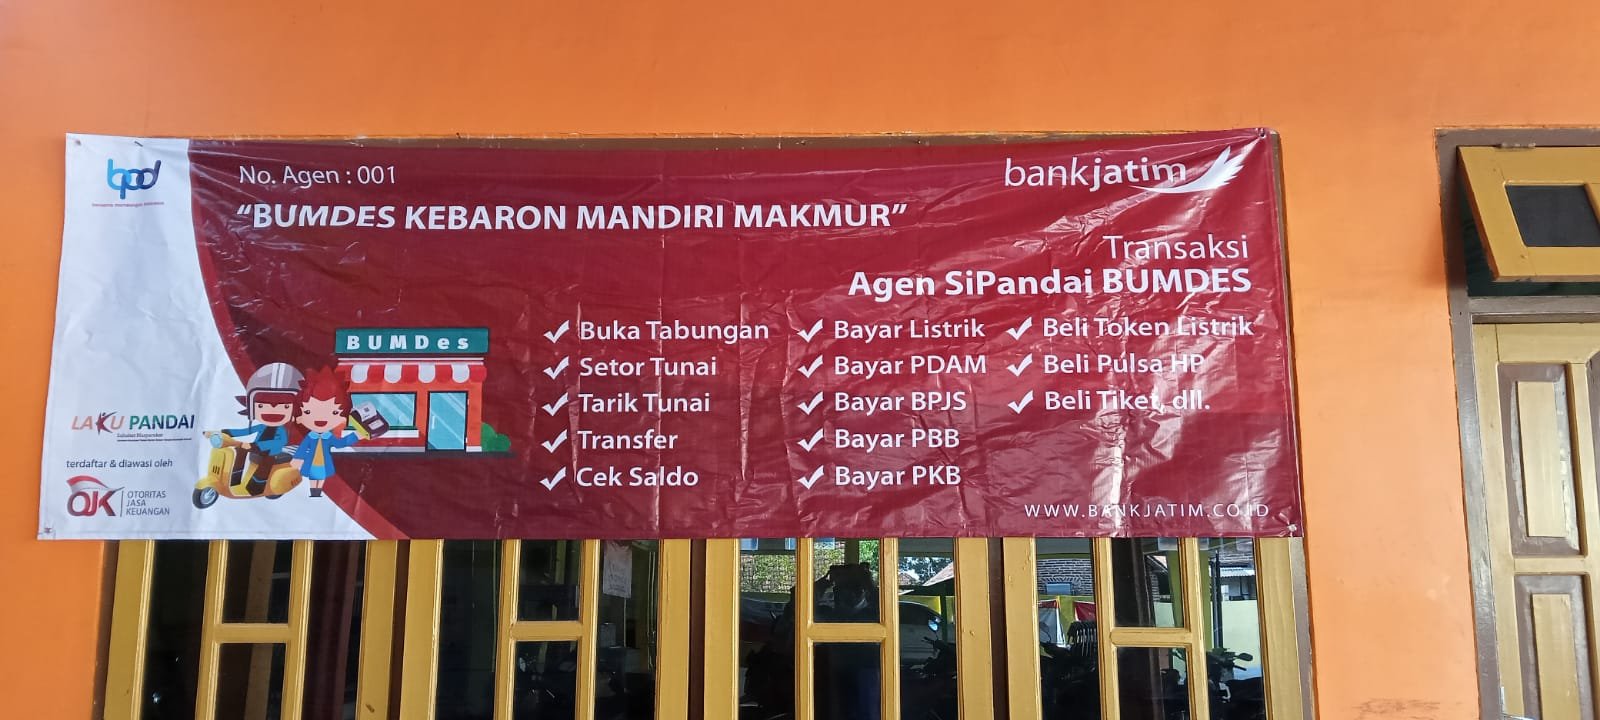 bpd
No. Agen : 001
bankjatim
"BUMDES KEBARON MANDIRI MAKMUR"
Transaksi
Agen SiPandai BUMDES
BUMDes
Buka Tabungan
Setor Tunai
Tarik Tunai
Transfer
Cek Saldo
Bayar Listrik
Bayar PDAM
Bayar BPJS
Bayar PBB
Bayar PKB
Beli Token Listrik
Beli Pulsa HP
Beli Tiket, dll.
LAKU PANDAI
terdaftar & diawasi oleh
OJK
OTORITAS
JASA
KEUANGAN
WWW.BANKJATIM.CO.ID